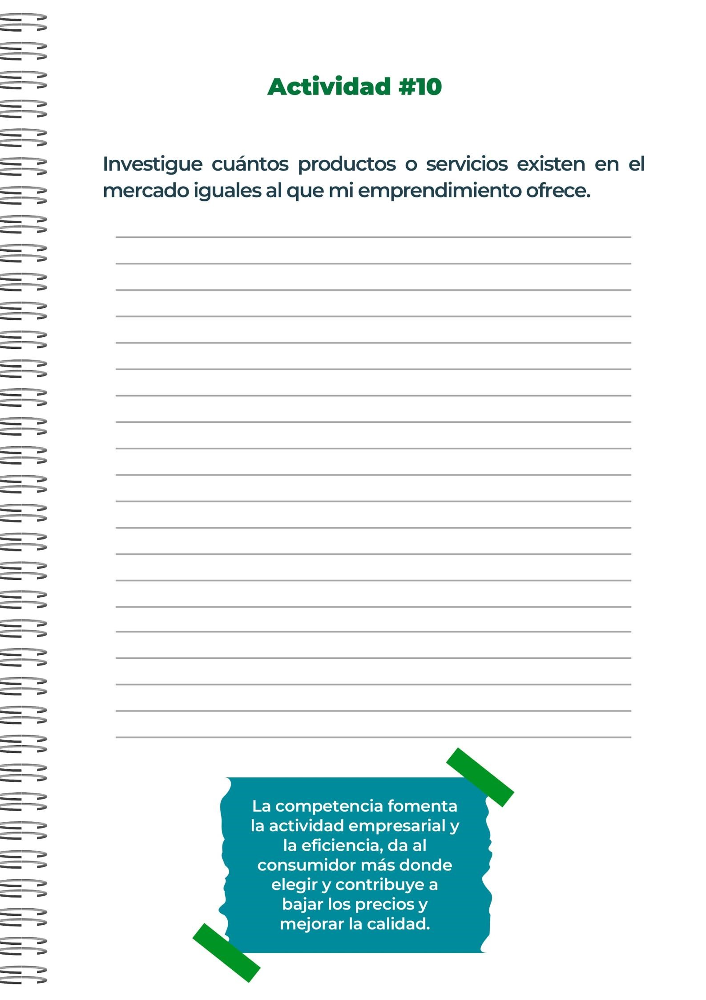 Actividad #10
Investigue cuántos productos o servicios existen en el
mercado iguales al que mi emprendimiento ofrece.
La competencia fomenta
la actividad empresarial y
la eficiencia, da al
consumidor más donde
elegir y contribuye a
bajar los precios y
mejorar la calidad.